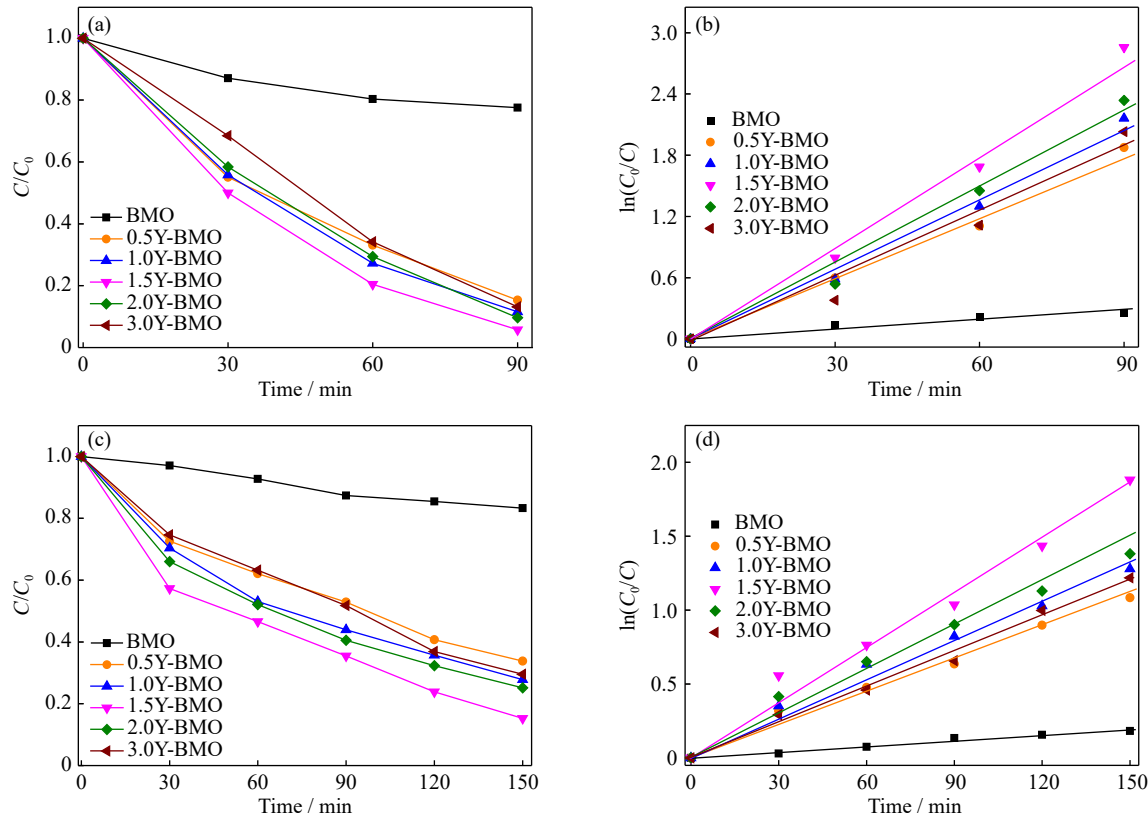 (a)
1.0
0.8
0.6
0.4
0.2
0
C/C₀
BMO
0.5Y-BMO
1.0Y-BMO
1.5Y-BMO
2.0Y-BMO
3.0Y-BMO
0 30 60 90
Time / min
(b)
3.0
2.4
1.8
1.2
0.6
0
ln(C₀/C)
BMO
0.5Y-BMO
1.0Y-BMO
1.5Y-BMO
2.0Y-BMO
3.0Y-BMO
0 30 60 90
Time / min
(c)
1.0
0.8
0.6
0.4
0.2
0
C/C₀
BMO
0.5Y-BMO
1.0Y-BMO
1.5Y-BMO
2.0Y-BMO
3.0Y-BMO
0 30 60 90 120 150
Time / min
(d)
2.0
1.5
1.0
0.5
0
ln(C₀/C)
BMO
0.5Y-BMO
1.0Y-BMO
1.5Y-BMO
2.0Y-BMO
3.0Y-BMO
0 30 60 90 120 150
Time / min